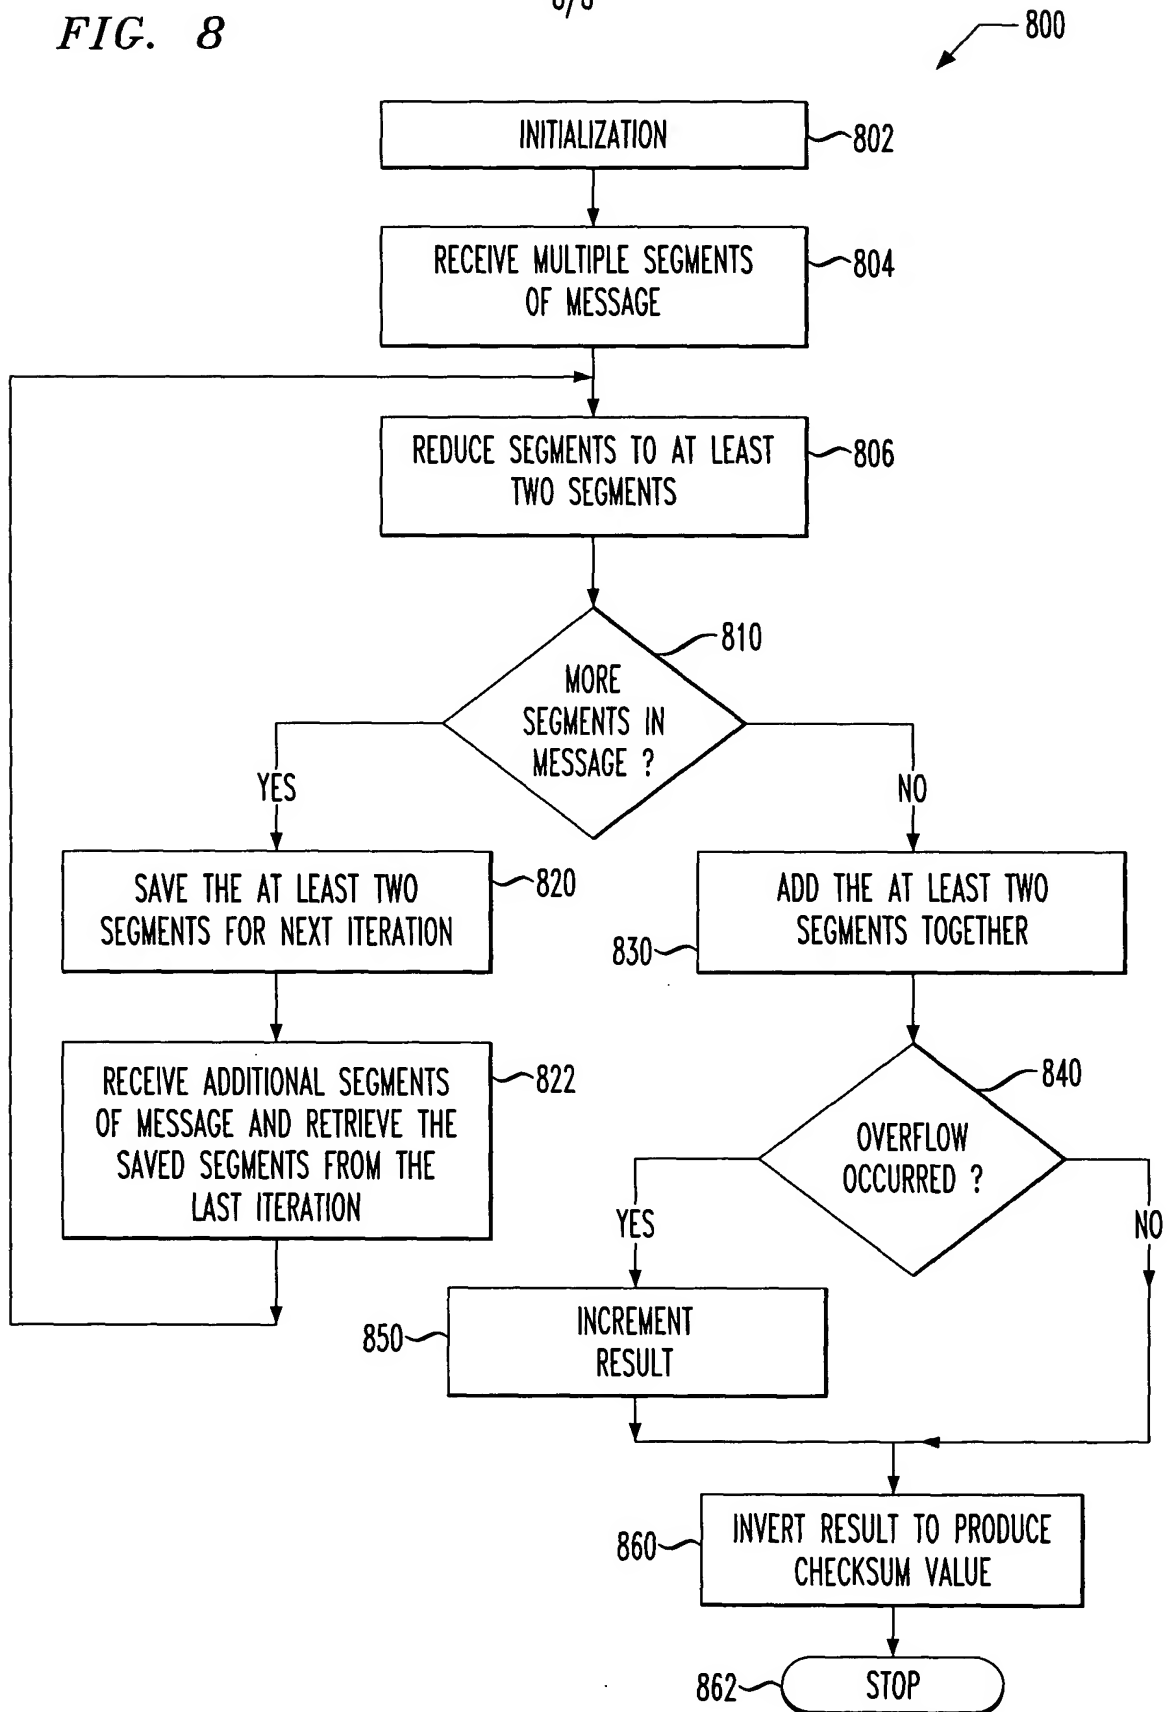 FIG. 8
800
INITIALIZATION
802
RECEIVE MULTIPLE SEGMENTS
OF MESSAGE
804
REDUCE SEGMENTS TO AT LEAST
TWO SEGMENTS
806
810
MORE
SEGMENTS IN
MESSAGE ?
YES
NO
SAVE THE AT LEAST TWO
SEGMENTS FOR NEXT ITERATION
820
ADD THE AT LEAST TWO
SEGMENTS TOGETHER
830
RECEIVE ADDITIONAL SEGMENTS
OF MESSAGE AND RETRIEVE THE
SAVED SEGMENTS FROM THE
LAST ITERATION
822
840
OVERFLOW
OCCURRED ?
YES
NO
INCREMENT
RESULT
850
INVERT RESULT TO PRODUCE
CHECKSUM VALUE
860
STOP
862